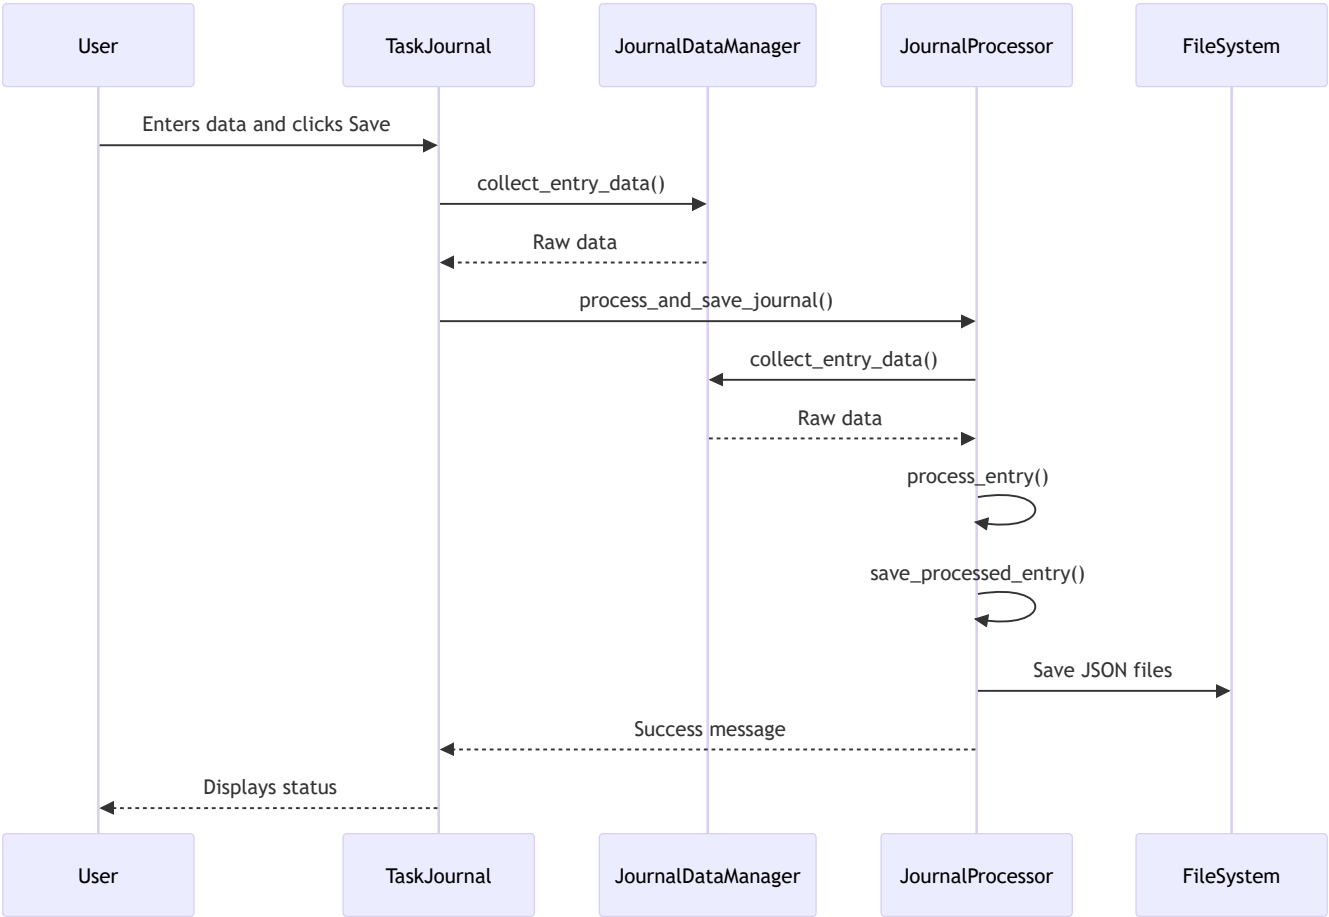 User
TaskJournal
JournalDataManager
JournalProcessor
FileSystem
Enters data and clicks Save
collect_entry_data()
Raw data
process_and_save_journal()
collect_entry_data()
Raw data
process_entry()
save_processed_entry()
Save JSON files
Success message
Displays status
User
TaskJournal
JournalDataManager
JournalProcessor
FileSystem